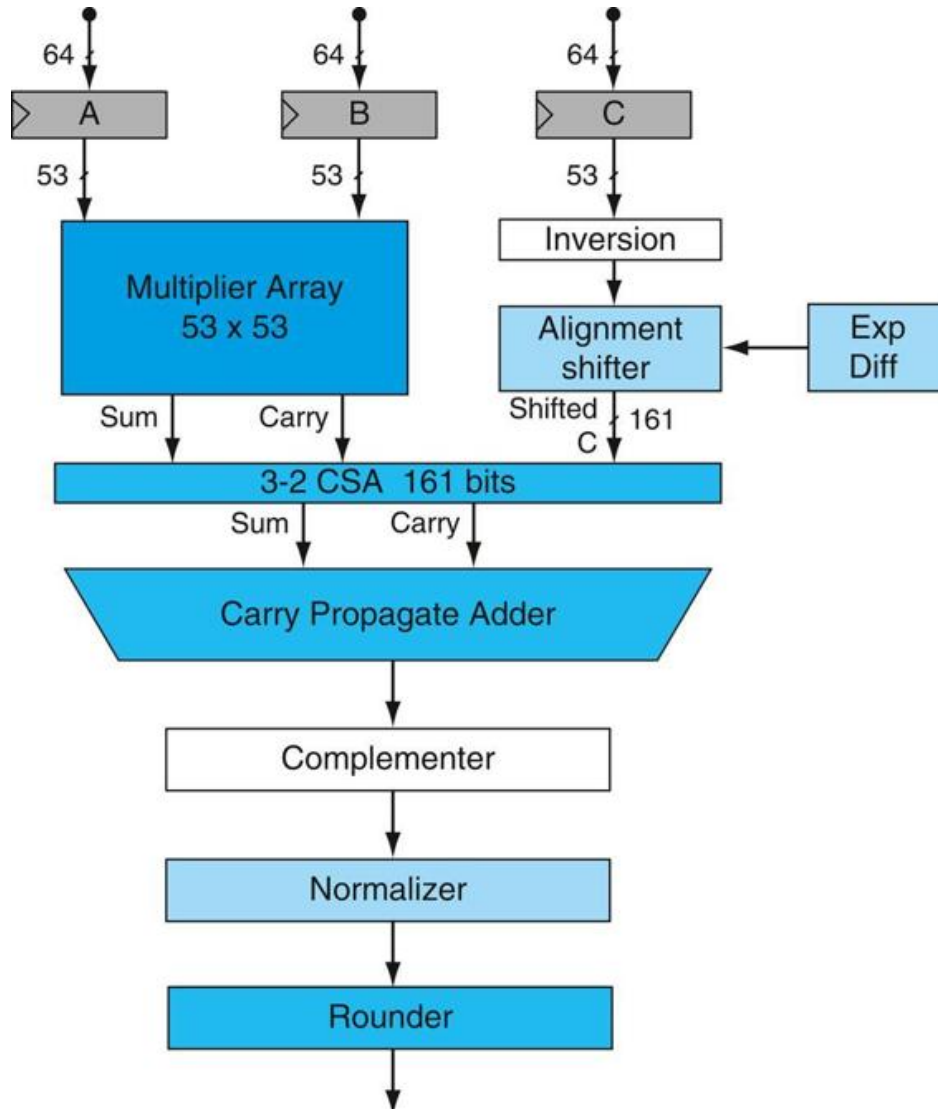 64
64
64
A
B
C
53
53
53
Inversion
Multiplier Array
53 x 53
Alignment
shifter
Exp
Diff
Sum
Carry
Shifted
C
161
3-2 CSA 161 bits
Sum
Carry
Carry Propagate Adder
Complementer
Normalizer
Rounder